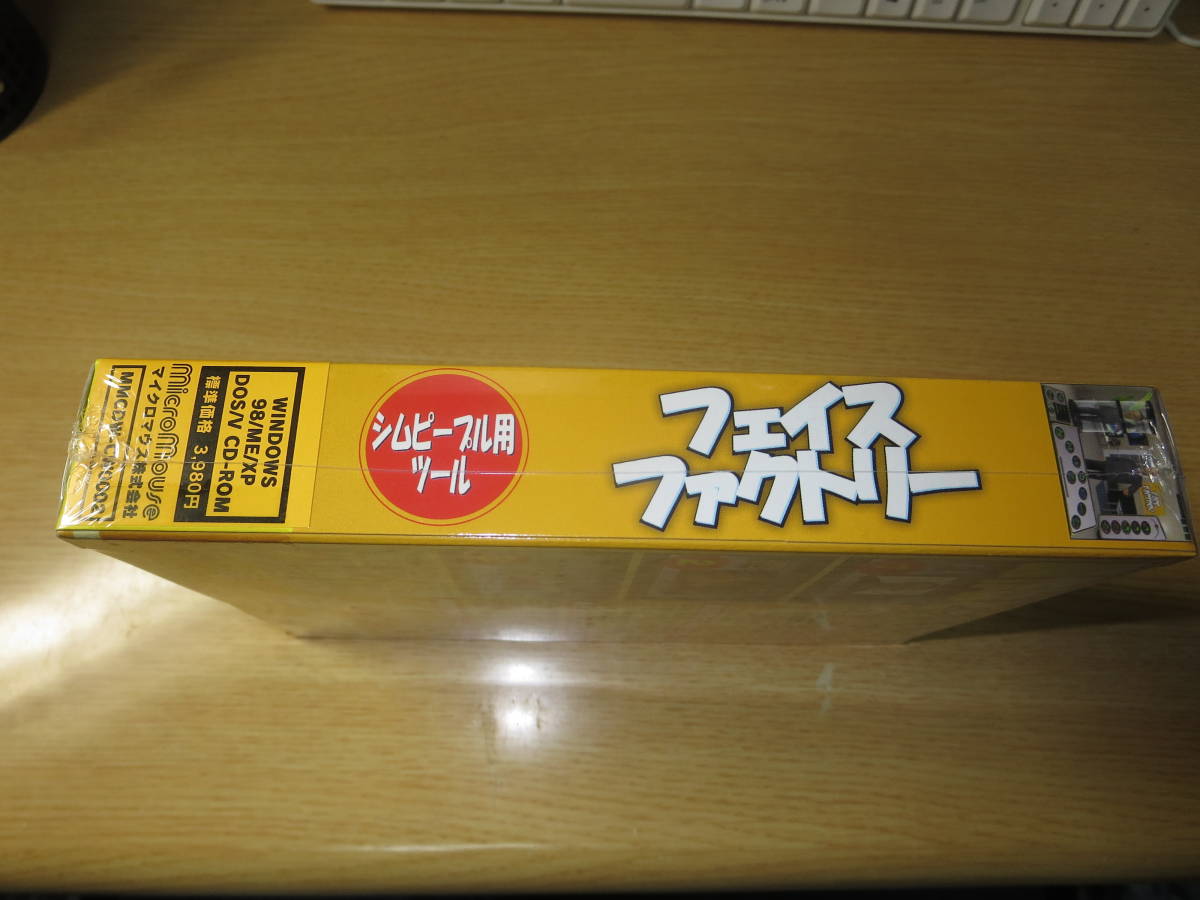 フェイス
ファクトリー
シムピープル用
ツール
WINDOWS
98/ME/XP
DOS/V CD-ROM
標準価格 3,980円
micromouse
マイクロマウス株式会社